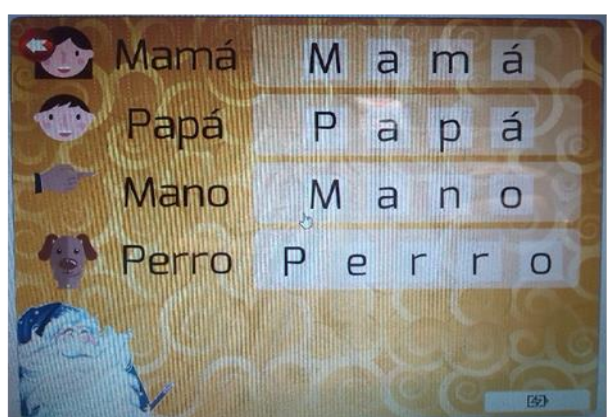 Mamá M a m á
Papá P a p á
Mano M a n o
Perro P e r r o